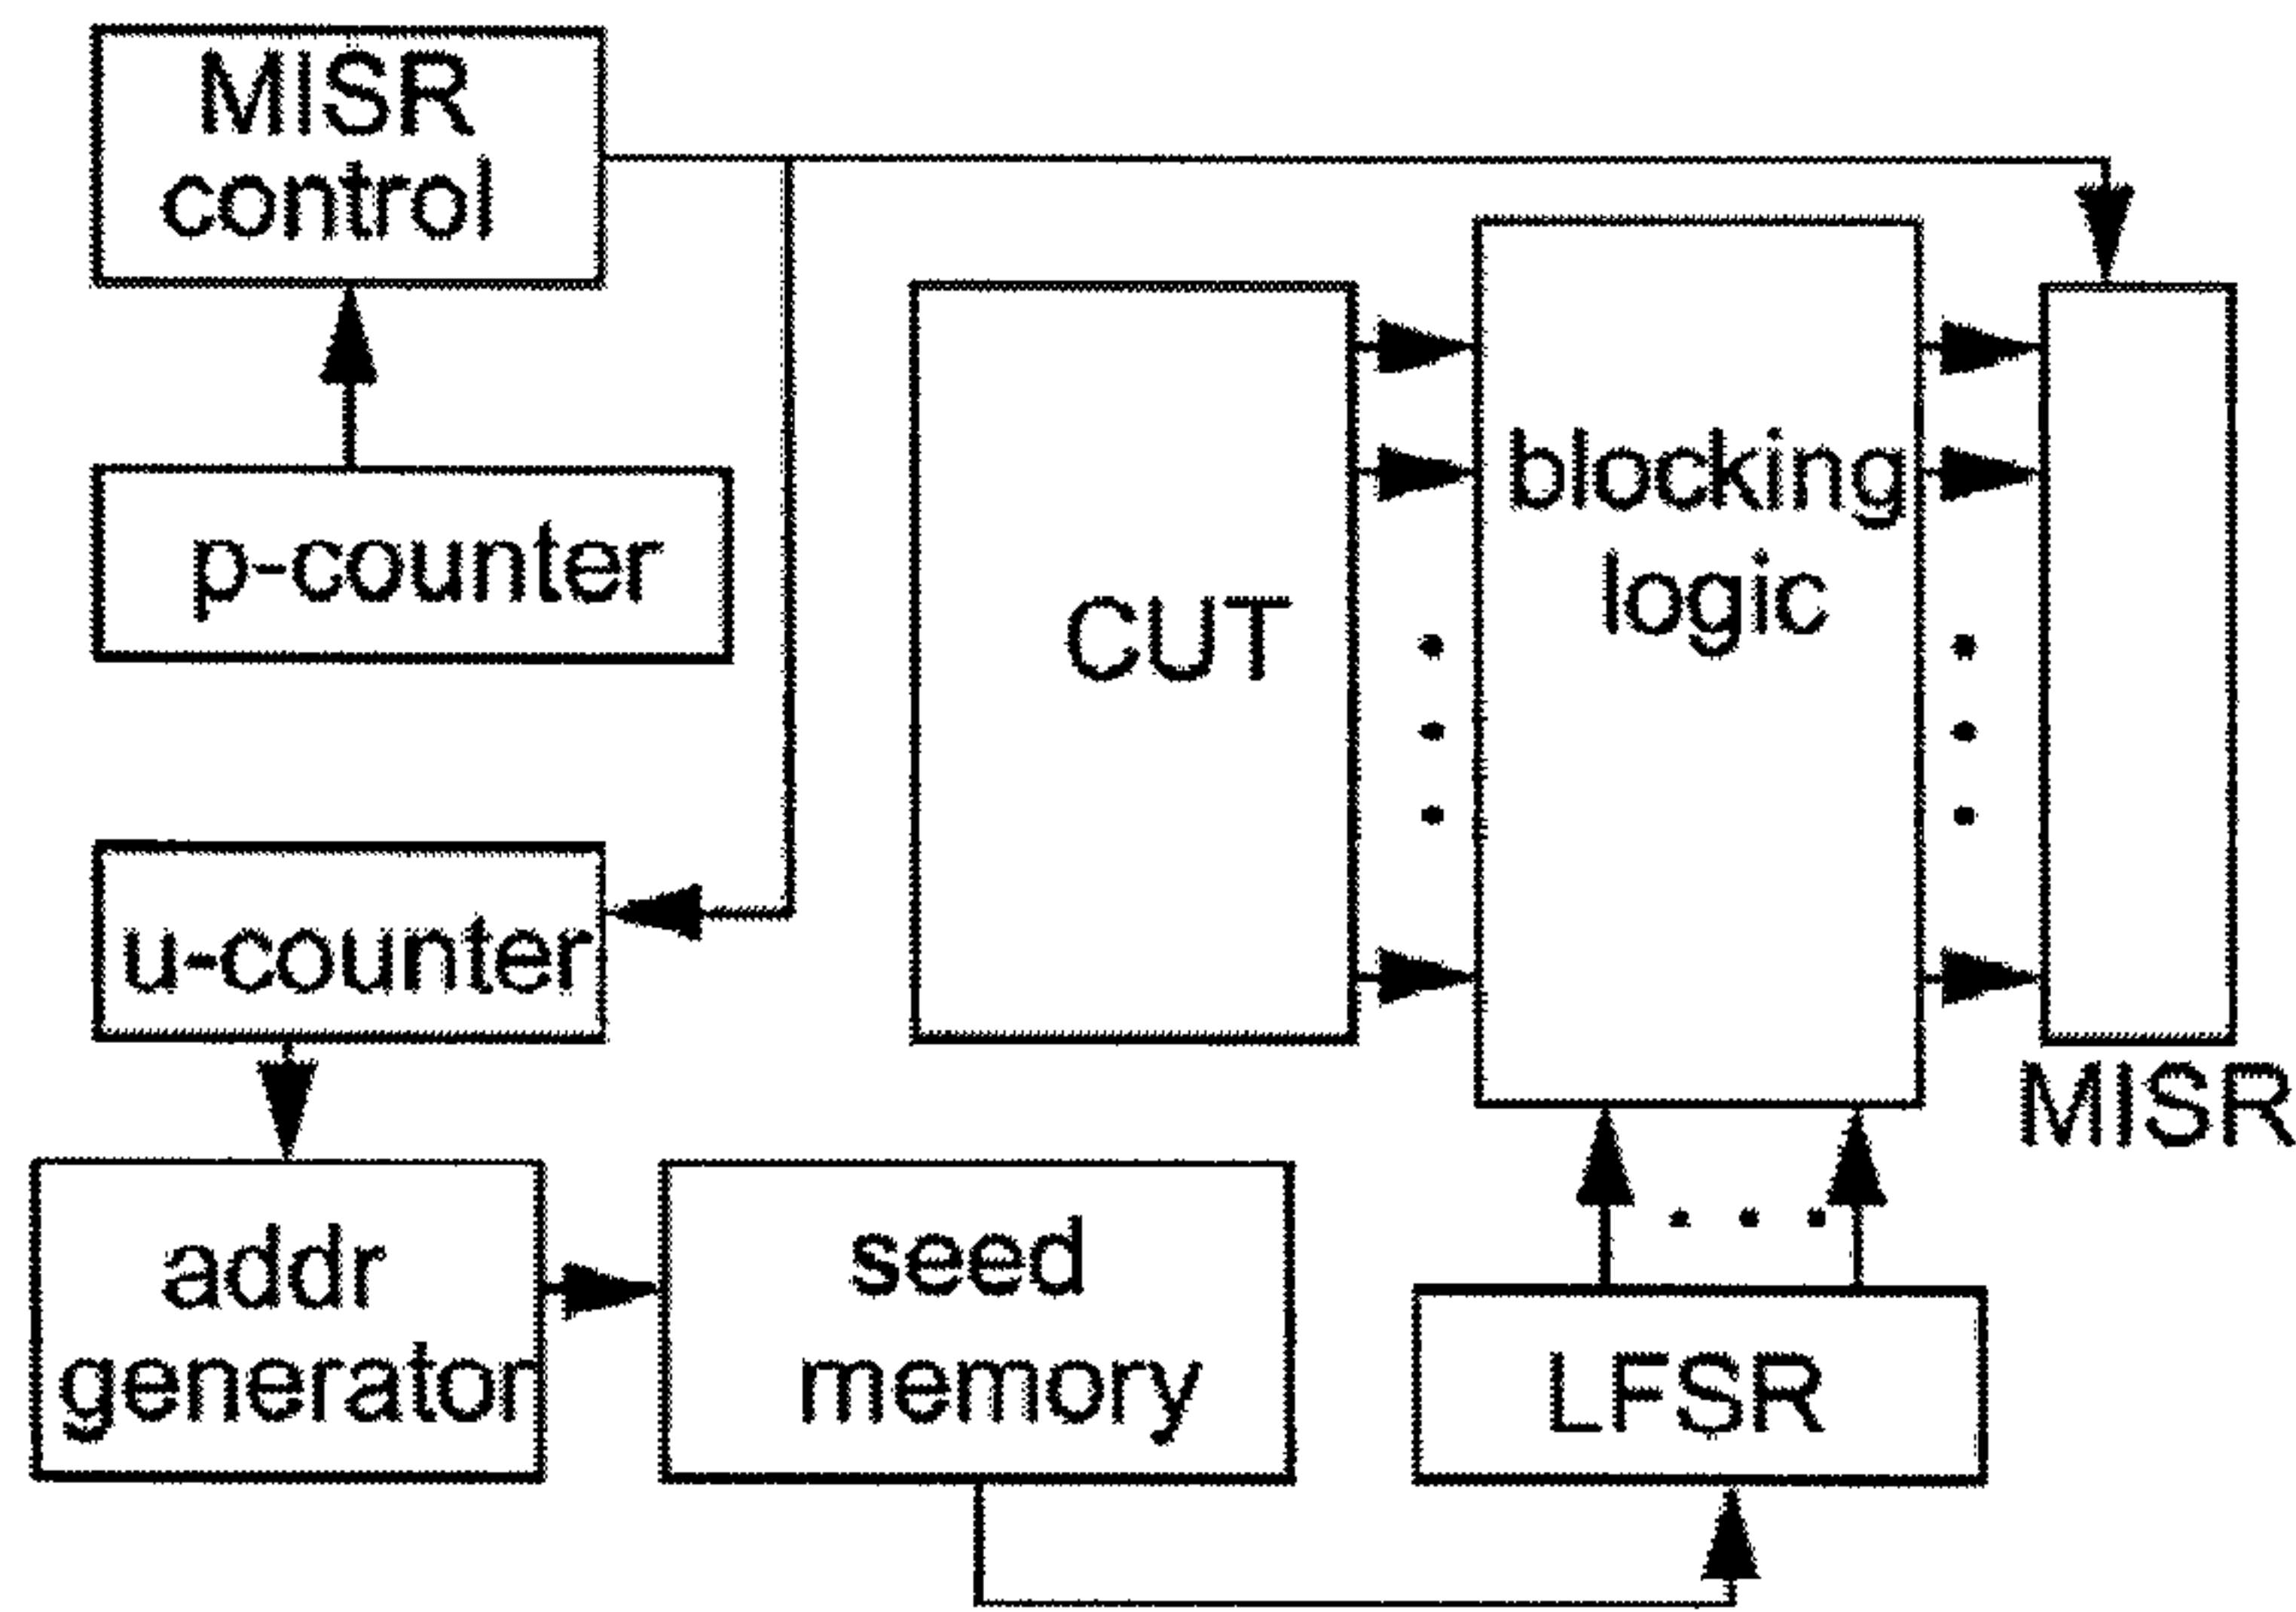 MISR
control
p-counter
CUT
blocking
logic
u-counter
MISR
addr
generator
seed
memory
LFSR